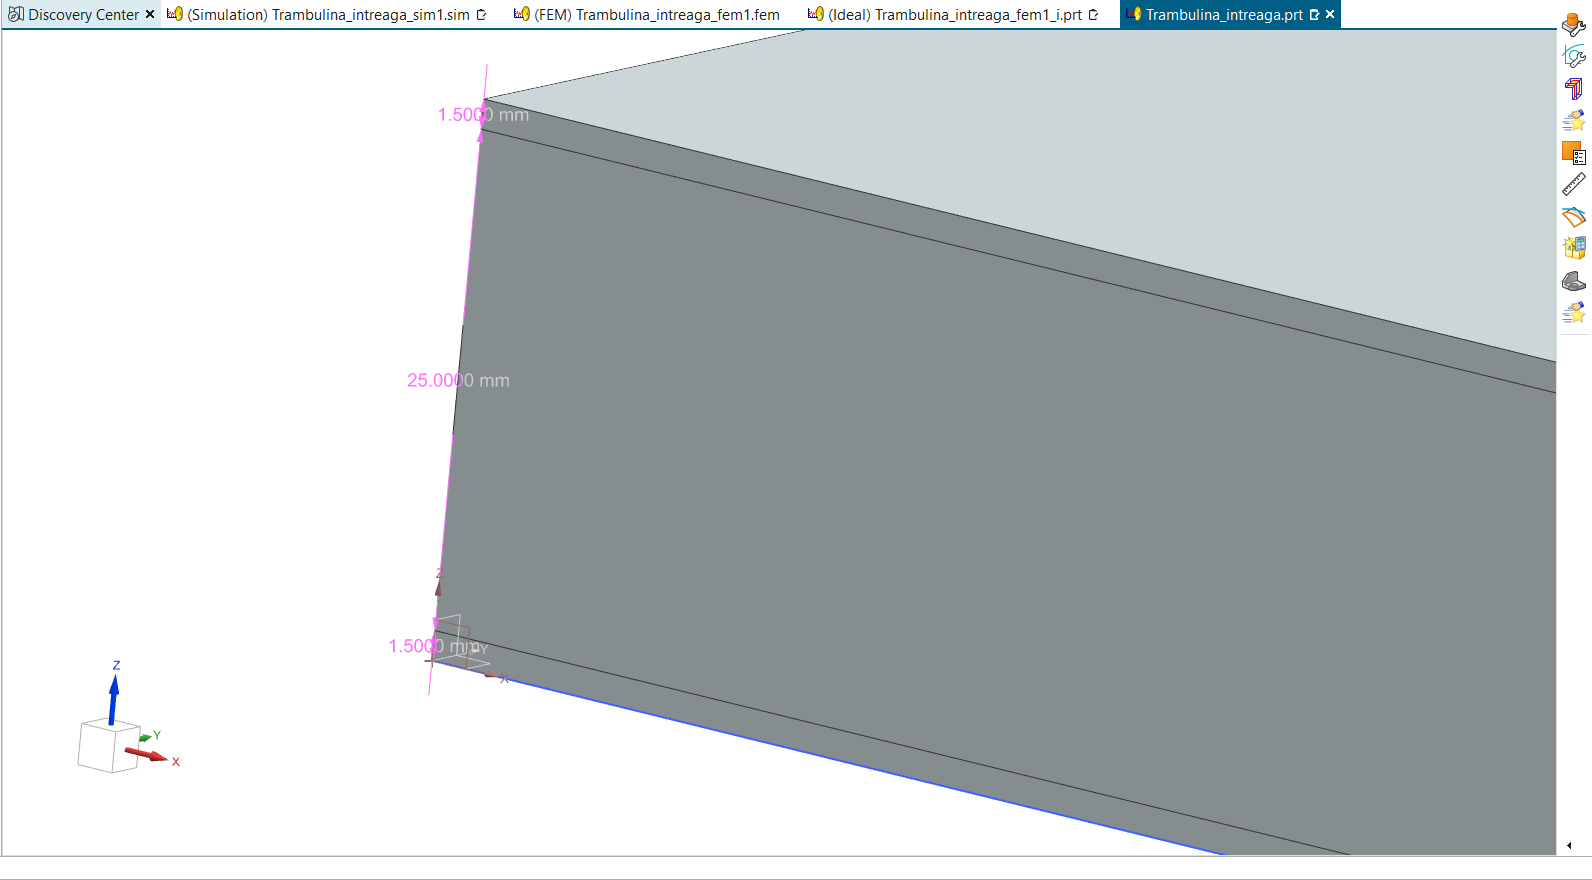 Discovery Center (Simulation) Trambulina_intreaga_sim1.sim (FEM) Trambulina_intreaga_fem1.fem (Ideal) Trambulina_intreaga_fem1_i.prt Trambulina_intreaga.prt
1.5000 mm
25.0000 mm
Z
1.5000 mm Y
X
Z
Y
X